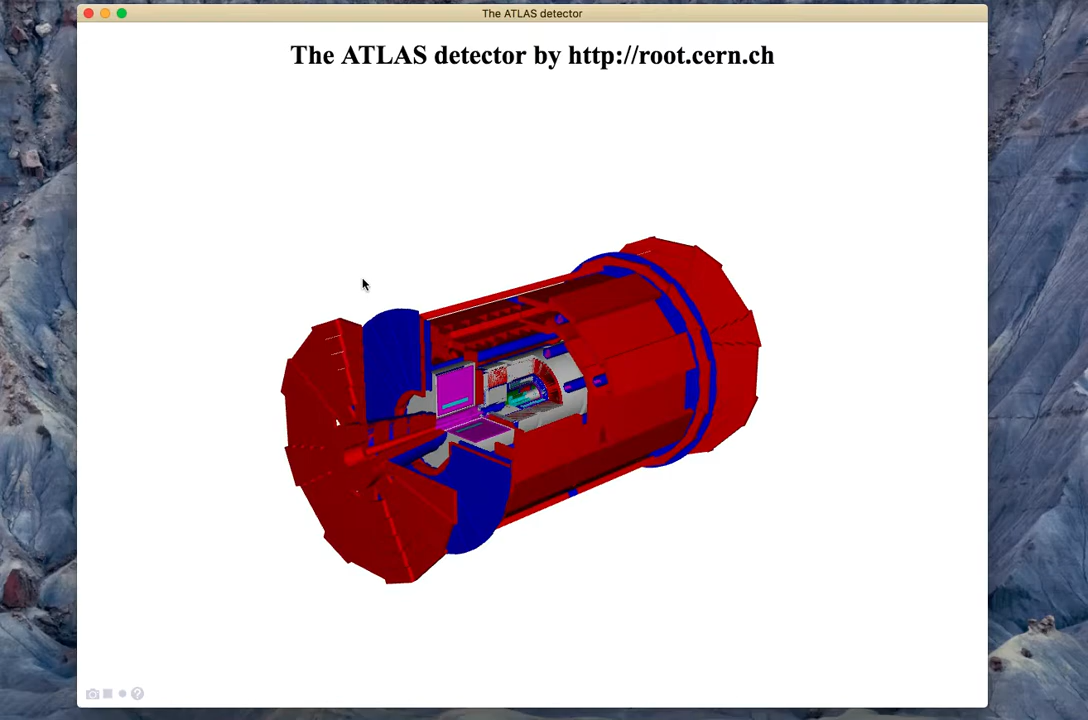 The ATLAS detector
The ATLAS detector by http://root.cern.ch
?